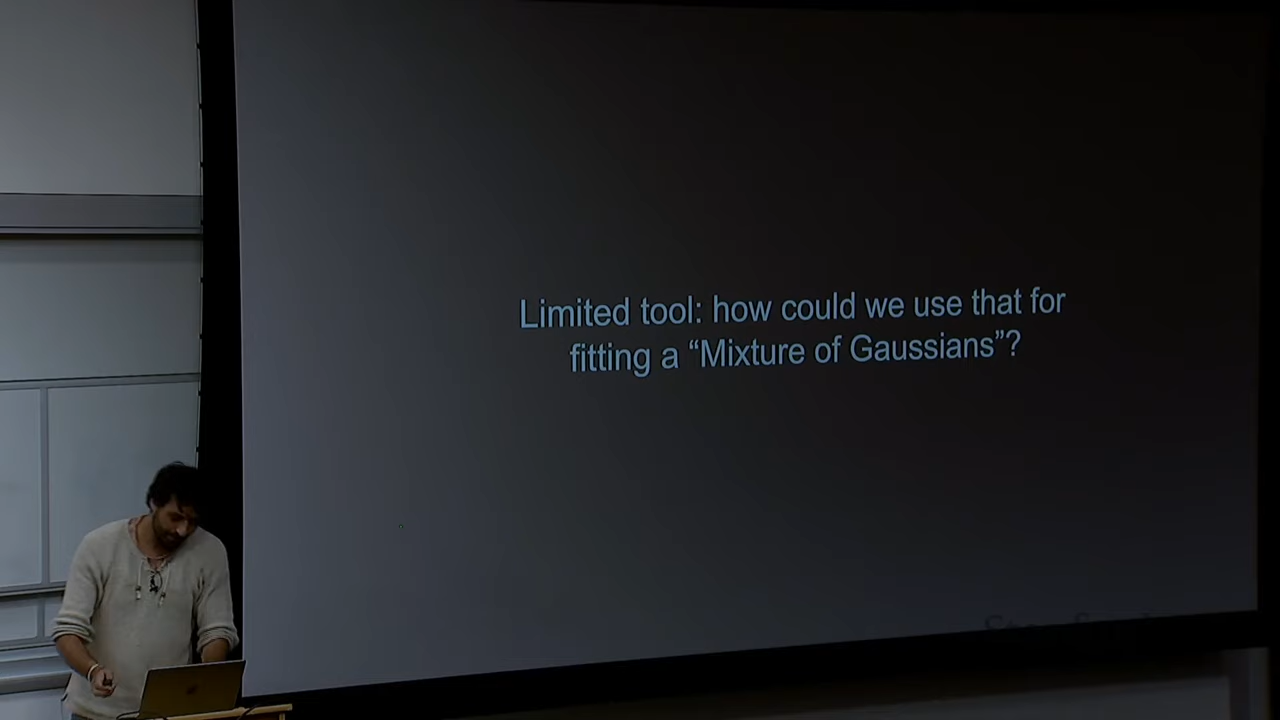 Limited tool: how could we use that for
fitting a “Mixture of Gaussians”?